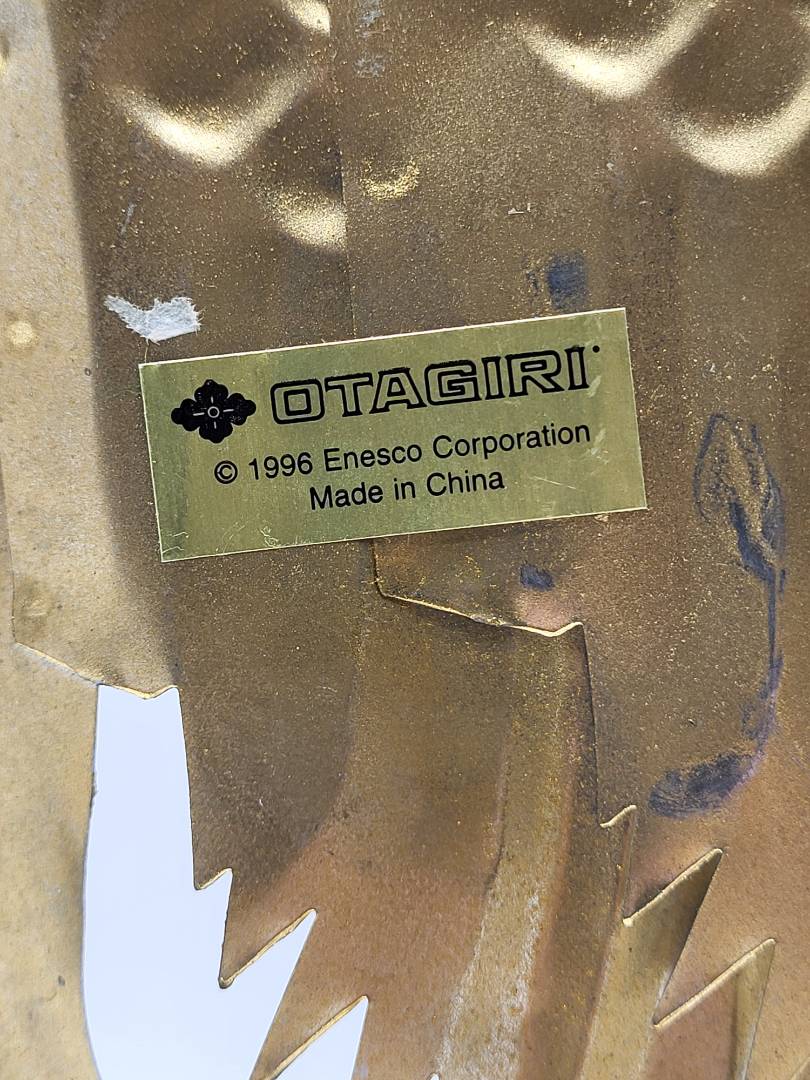 OTAGIRI
© 1996 Enesco Corporation
Made in China